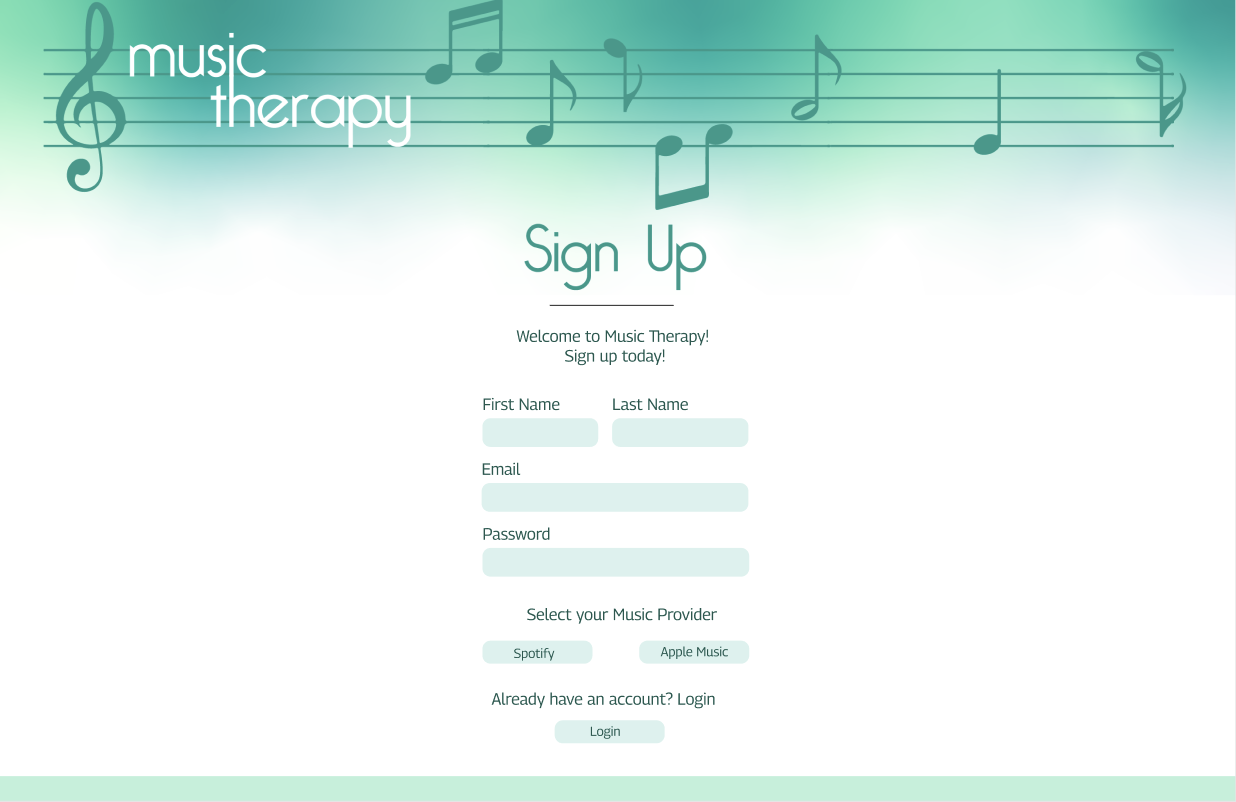 music
therapy
Sign Up
Welcome to Music Therapy!
Sign up today!
First Name
Last Name
Email
Password
Select your Music Provider
Spotify
Apple Music
Already have an account? Login
Login